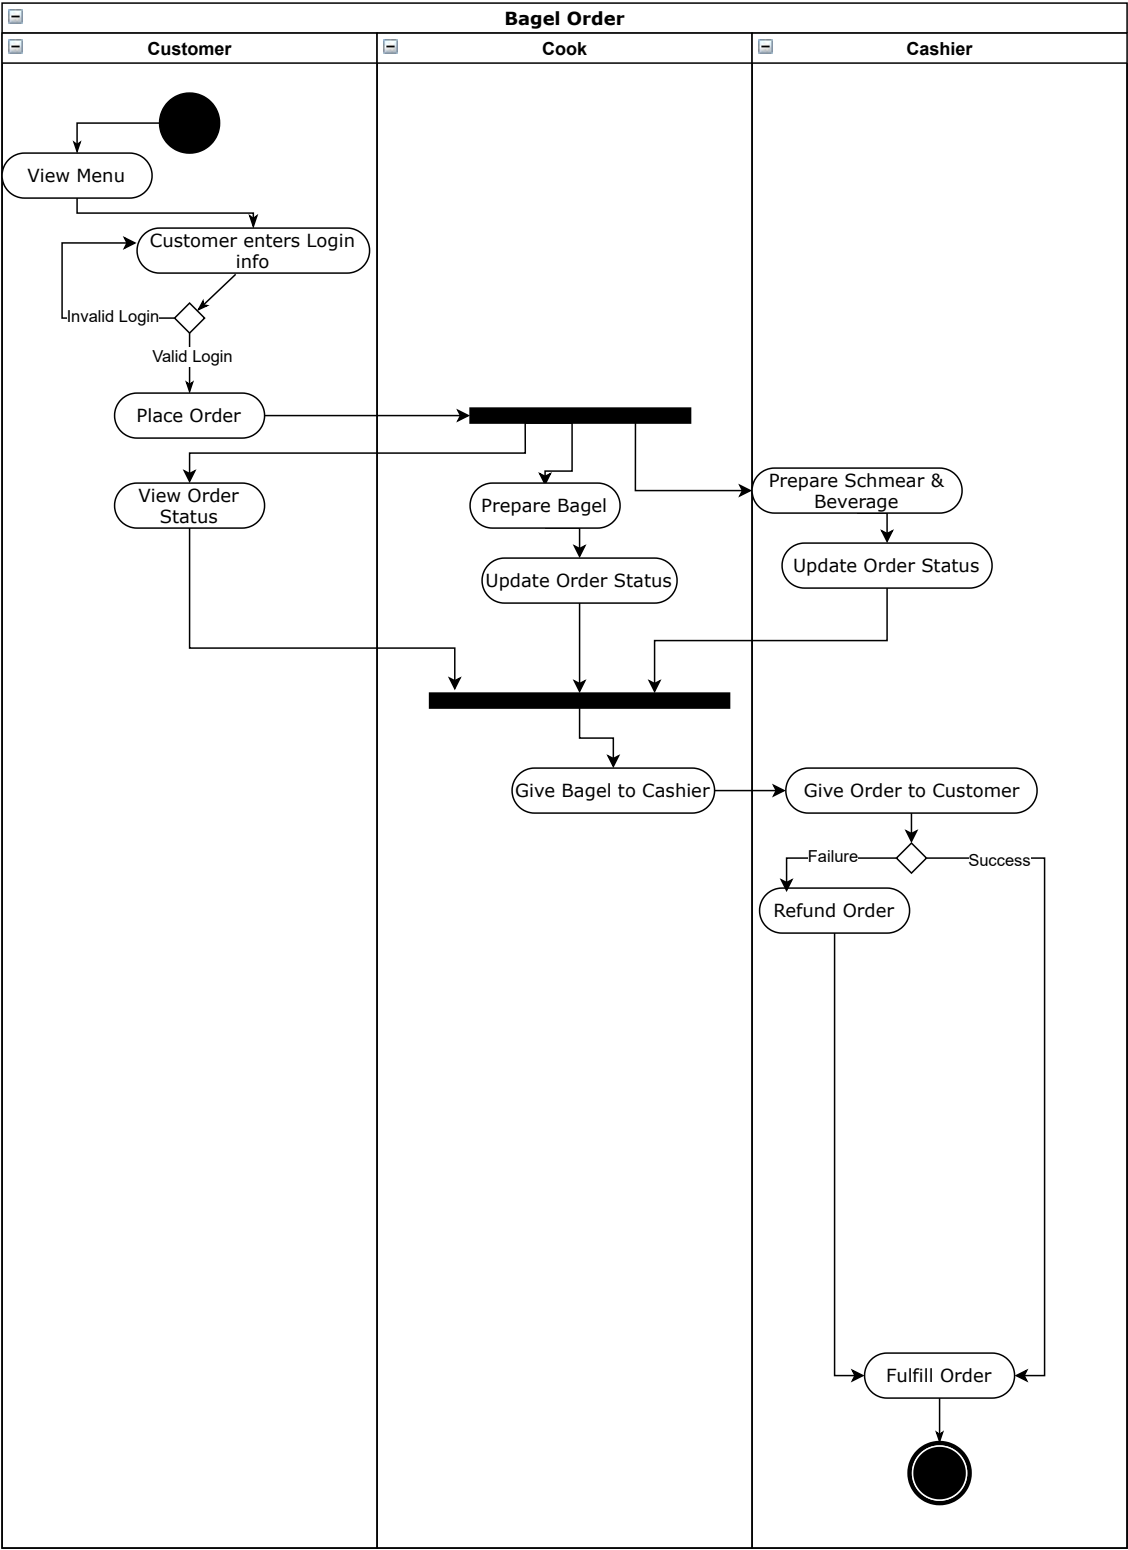 Bagel Order
Customer
Cook
Cashier
View Menu
Customer enters Login
info
Invalid Login
Valid Login
Place Order
View Order
Status
Prepare Bagel
Prepare Schmear &
Beverage
Update Order Status
Update Order Status
Give Bagel to Cashier
Give Order to Customer
Failure
Success
Refund Order
Fulfill Order